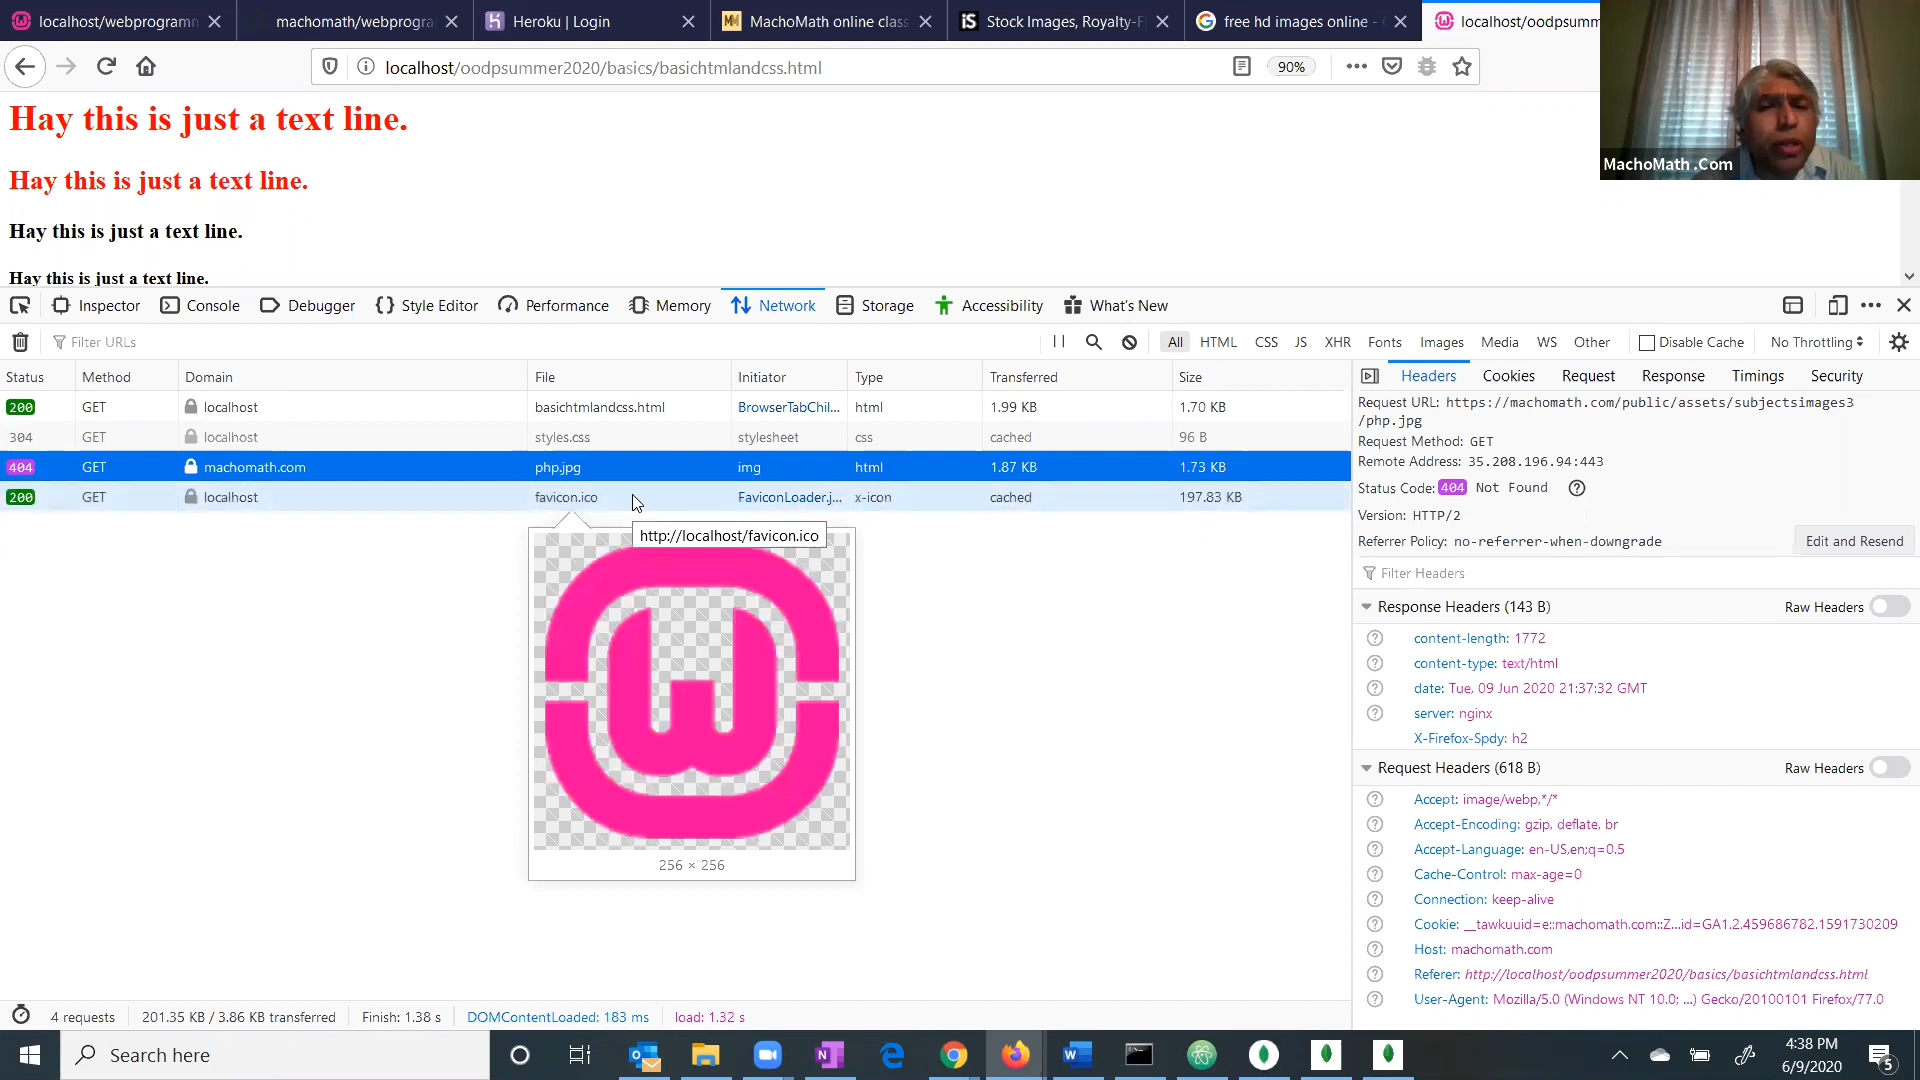 localhost/webprogramm
machomath/webprogra
Heroku | Login
MachoMath online class
Stock Images, Royalty-F
free hd images online -
localhost/oodpsumm
localhost/oodpsummer2020/basics/basichtmlandcss.html
90%
MachoMath .Com
Hay this is just a text line.
Hay this is just a text line.
Hay this is just a text line.
Hay this is just a text line.
Inspector Console Debugger Style Editor Performance Memory Network Storage Accessibility What's New
Filter URLs
All HTML CSS JS XHR Fonts Images Media WS Other Disable Cache No Throttling
Status Method Domain File Initiator Type Transferred Size
200 GET localhost basichtmlandcss.html BrowserTabChil... html 1.99 KB 1.70 KB
304 GET localhost styles.css stylesheet css cached 96 B
404 GET machomath.com php.jpg img html 1.87 KB 1.73 KB
200 GET localhost favicon.ico FaviconLoader.j... x-icon cached 197.83 KB
http://localhost/favicon.ico
256 × 256
Headers Cookies Request Response Timings Security
Request URL: https://machomath.com/public/assets/subjectsimages3
/php.jpg
Request Method: GET
Remote Address: 35.208.196.94:443
Status Code: 404 Not Found
Version: HTTP/2
Referrer Policy: no-referrer-when-downgrade
Edit and Resend
Filter Headers
Response Headers (143 B) Raw Headers
content-length: 1772
content-type: text/html
date: Tue, 09 Jun 2020 21:37:32 GMT
server: nginx
X-Firefox-Spdy: h2
Request Headers (618 B) Raw Headers
Accept: image/webp,*/*
Accept-Encoding: gzip, deflate, br
Accept-Language: en-US,en;q=0.5
Cache-Control: max-age=0
Connection: keep-alive
Cookie: __tawkuuid=e::machomath.com::Z...id=GA1.2.459686782.1591730209
Host: machomath.com
Referer: http://localhost/oodpsummer2020/basics/basichtmlandcss.html
User-Agent: Mozilla/5.0 (Windows NT 10.0; ...) Gecko/20100101 Firefox/77.0
4 requests 201.35 KB / 3.86 KB transferred Finish: 1.38 s DOMContentLoaded: 183 ms load: 1.32 s
Search here
4:38 PM
6/9/2020
5